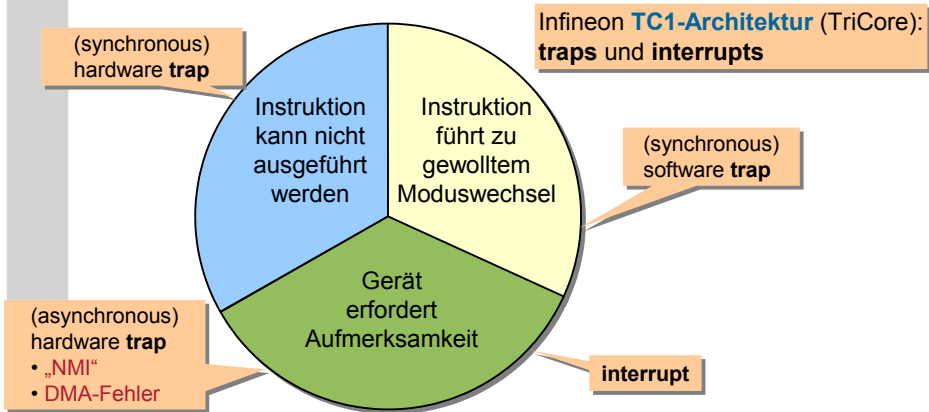 Infineon TC1-Architektur (TriCore):
traps und interrupts
(synchronous)
hardware trap
Instruktion
kann nicht
ausgeführt
werden
Instruktion
führt zu
gewolltem
Moduswechsel
(synchronous)
software trap
Gerät
erfordert
Aufmerksamkeit
(asynchronous)
hardware trap
• „NMI“
• DMA-Fehler
interrupt